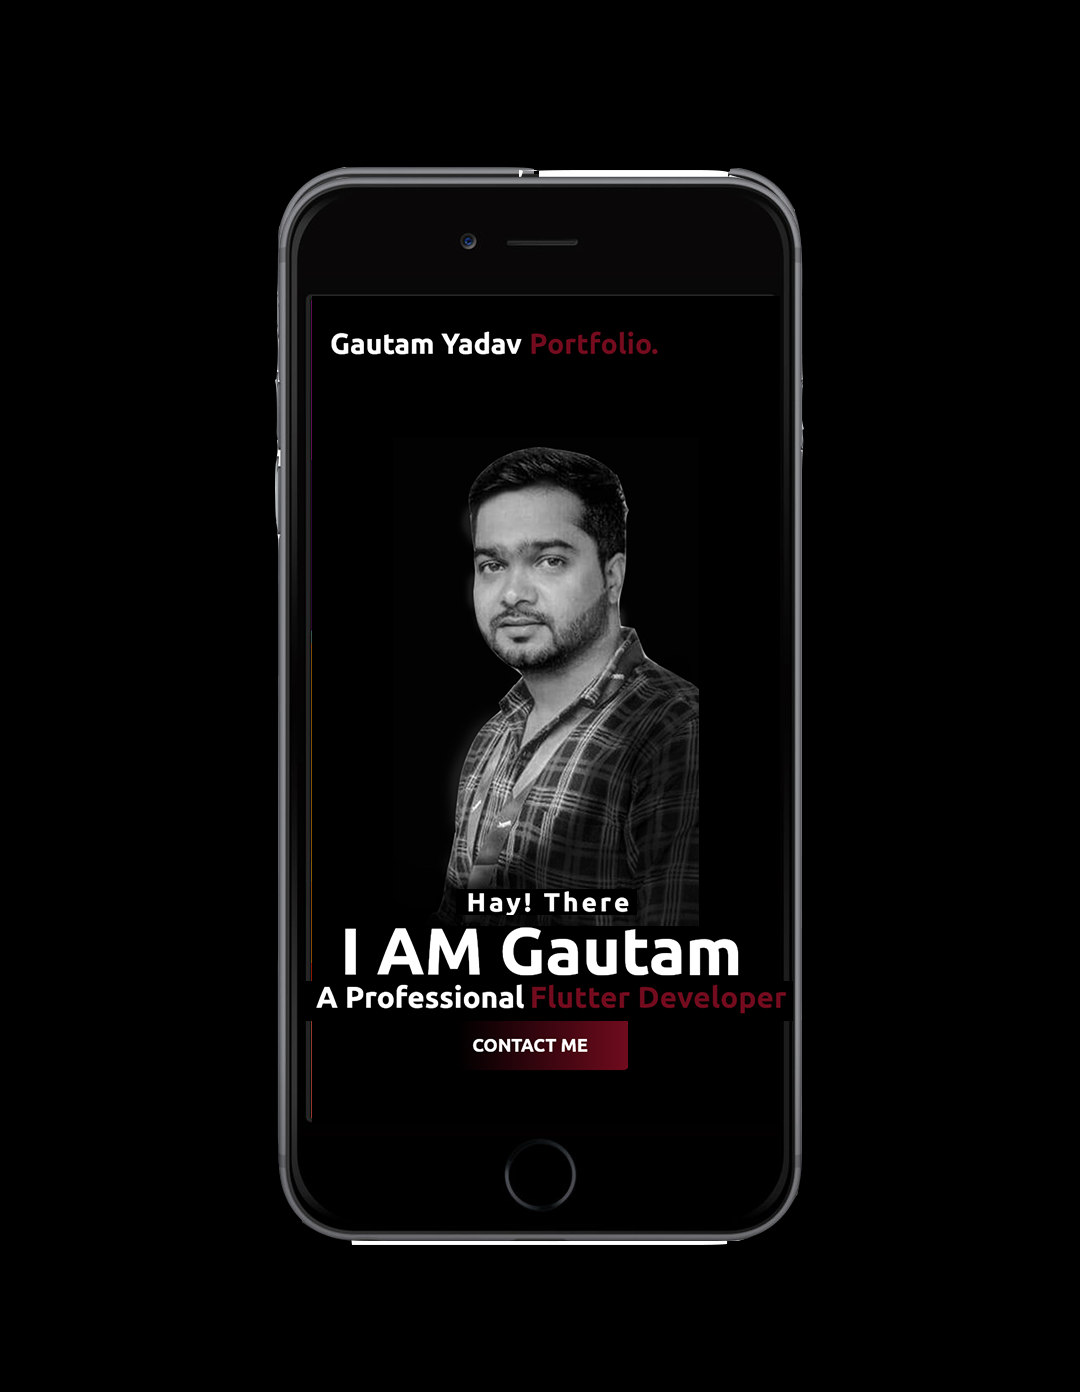 Gautam Yadav Portfolio.
Hay! There
I AM Gautam
A Professional Flutter Developer
CONTACT ME